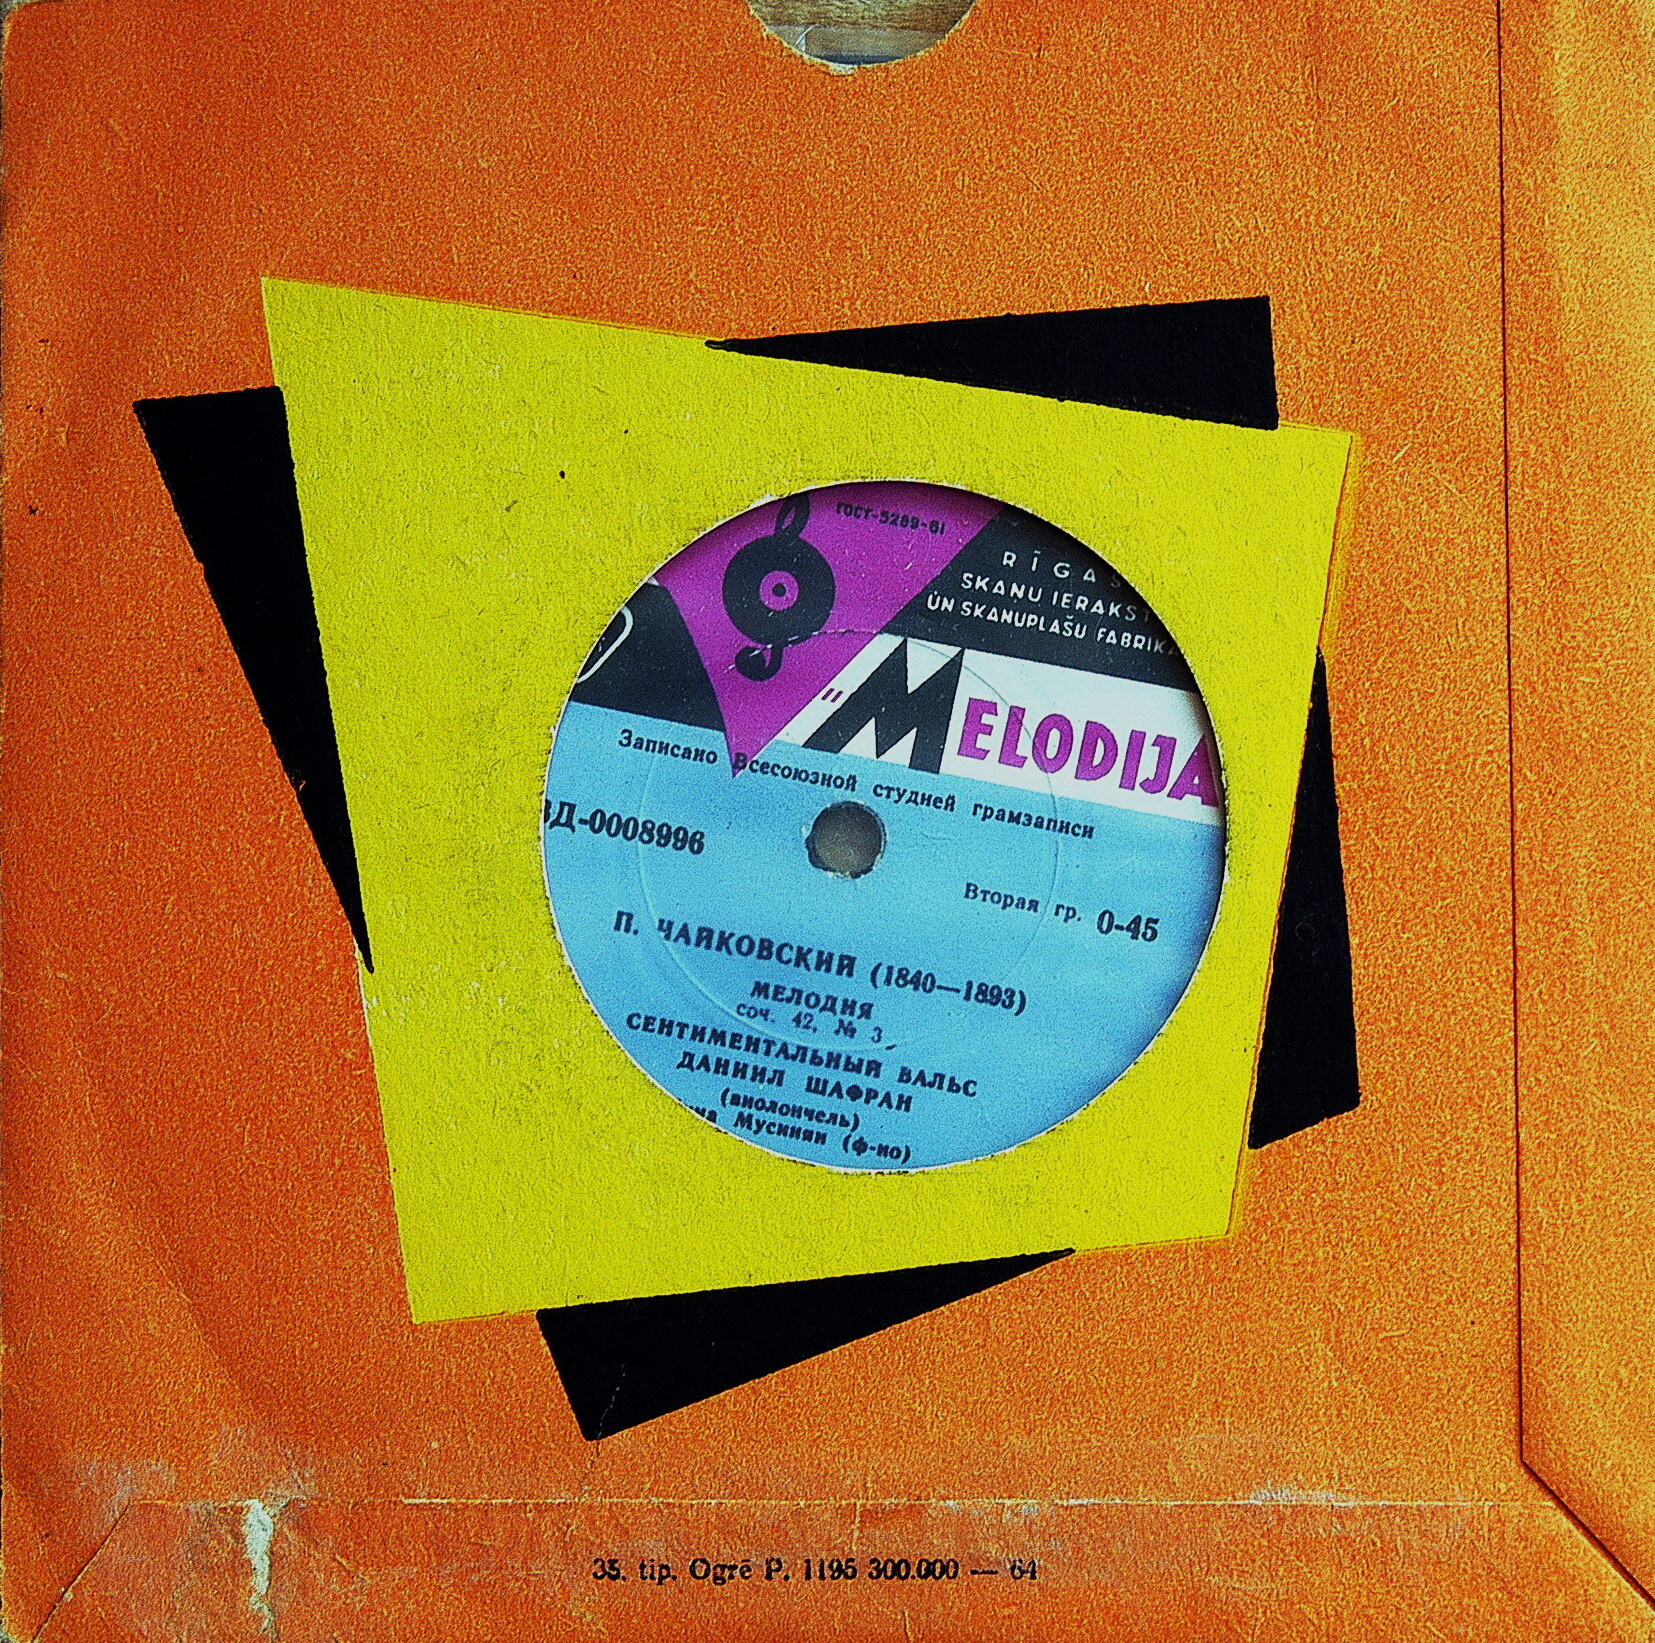 ГОСТ-5289-61
RĪGAS
SKAŅU IERAKST
UN SKAŅUPLAŠU FABRIKA
"MELODIJA
Записано Всесоюзной студией грамзаписи
ЗД-0008996
Вторая гр. 0-45
П. ЧАЙКОВСКИЙ (1840—1893)
МЕЛОДИЯ
соч. 42, № 3
СЕНТИМЕНТАЛЬНЫЙ ВАЛЬС
ДАНИИЛ ШАФРАН
(виолончель)
Мусинян (ф-но)
35. tip. Ogrē P. 1195 300.000 — 64